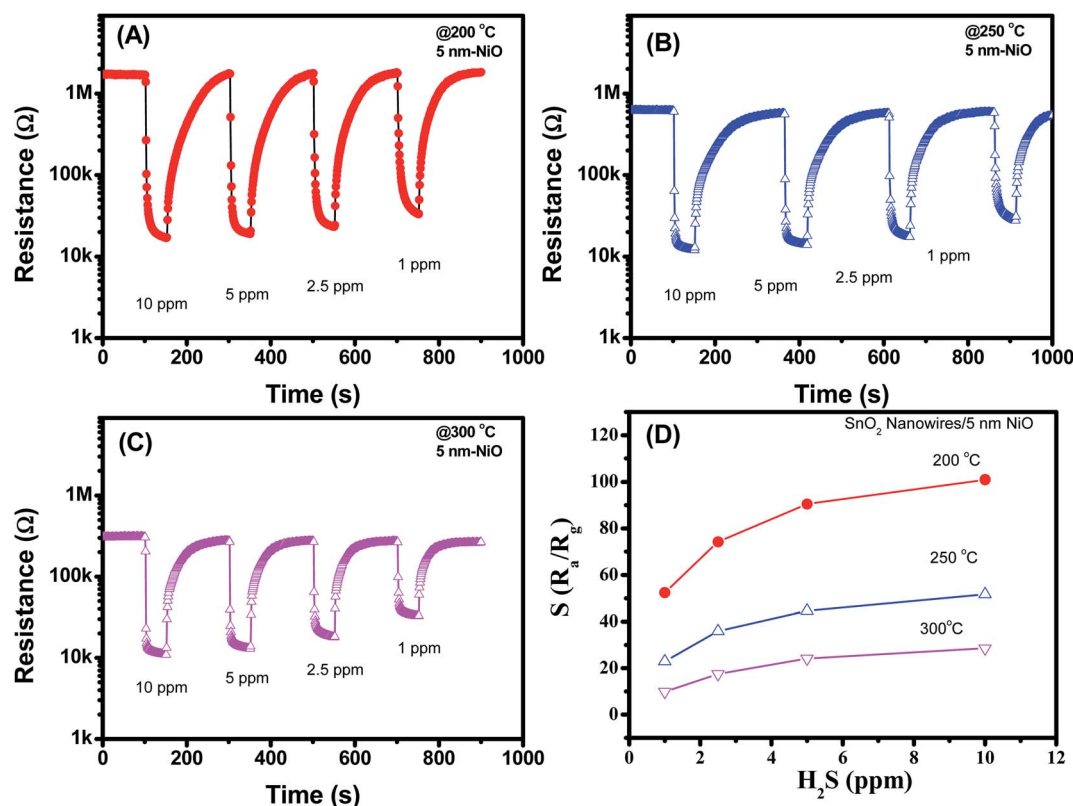 (A)
@200 °C
5 nm-NiO
1M
100k
10k
1k
Resistance (Ω)
10 ppm
5 ppm
2.5 ppm
1 ppm
0 200 400 600 800 1000
Time (s)
(B)
@250 °C
5 nm-NiO
1M
100k
10k
1k
Resistance (Ω)
10 ppm
5 ppm
2.5 ppm
1 ppm
0 200 400 600 800 1000
Time (s)
(C)
@300 °C
5 nm-NiO
1M
100k
10k
1k
Resistance (Ω)
10 ppm
5 ppm
2.5 ppm
1 ppm
0 200 400 600 800 1000
Time (s)
(D)
SnO₂ Nanowires/5 nm NiO
120
100
80
60
40
20
0
S (Rₐ/R_g)
200 °C
250 °C
300°C
0 2 4 6 8 10 12
H₂S (ppm)